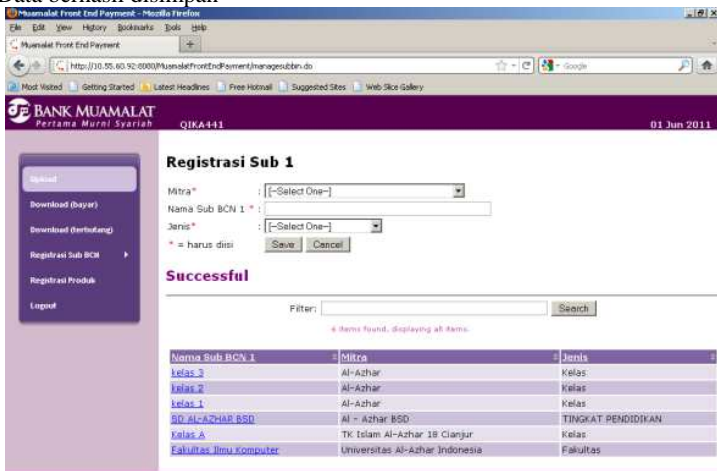 Data berhasil disimpan
Muamalat Front End Payment - Mozilla Firefox
File Edit View History Bookmarks Tools Help
Muamalat Front End Payment +
http://10.55.60.92:8000/MuamalatFrontEndPayment/managesubbin.do Google
Most Visited Getting Started Latest Headlines Free Hotmail Suggested Sites Web Slice Gallery
BANK MUAMALAT
Pertama Murni Syariah QIKA441 01 Jun 2011
Upload
Download (bayar)
Download (terhutang)
Registrasi Sub BCN
Registrasi Produk
Logout
Registrasi Sub 1
Mitra* : [--Select One--]
Nama Sub BCN 1 * :
Jenis* : [--Select One--]
* = harus diisi Save Cancel
Successful
Filter: Search
6 items found, displaying all items.
Nama Sub BCN 1 Mitra Jenis
kelas 3 Al-Azhar Kelas
kelas 2 Al-Azhar Kelas
kelas 1 Al-Azhar Kelas
SD AL-AZHAR BSD Al - Azhar BSD TINGKAT PENDIDIKAN
Kelas A TK Islam Al-Azhar 18 Cianjur Kelas
Fakultas Ilmu Komputer Universitas Al-Azhar Indonesia Fakultas